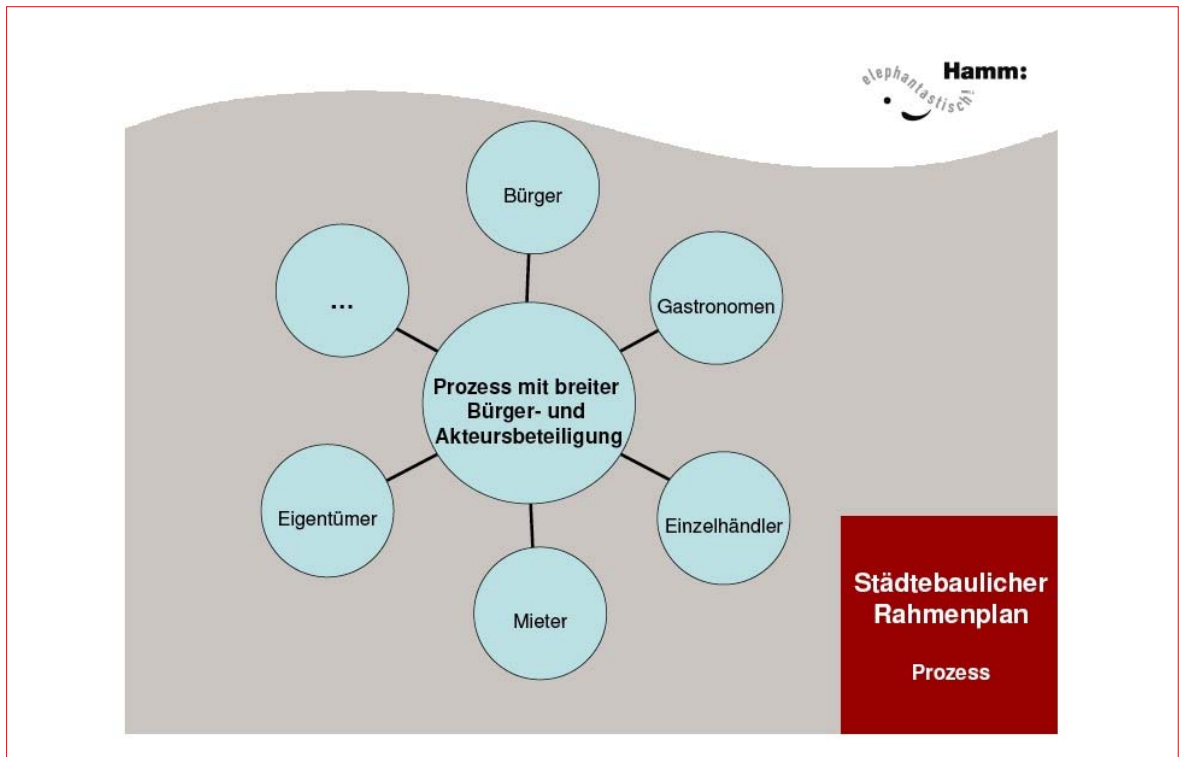 Hamm:
elephantastisch!
Bürger
...
Gastronomen
Prozess mit breiter
Bürger- und
Akteursbeteiligung
Eigentümer
Einzelhändler
Mieter
Städtebaulicher
Rahmenplan
Prozess